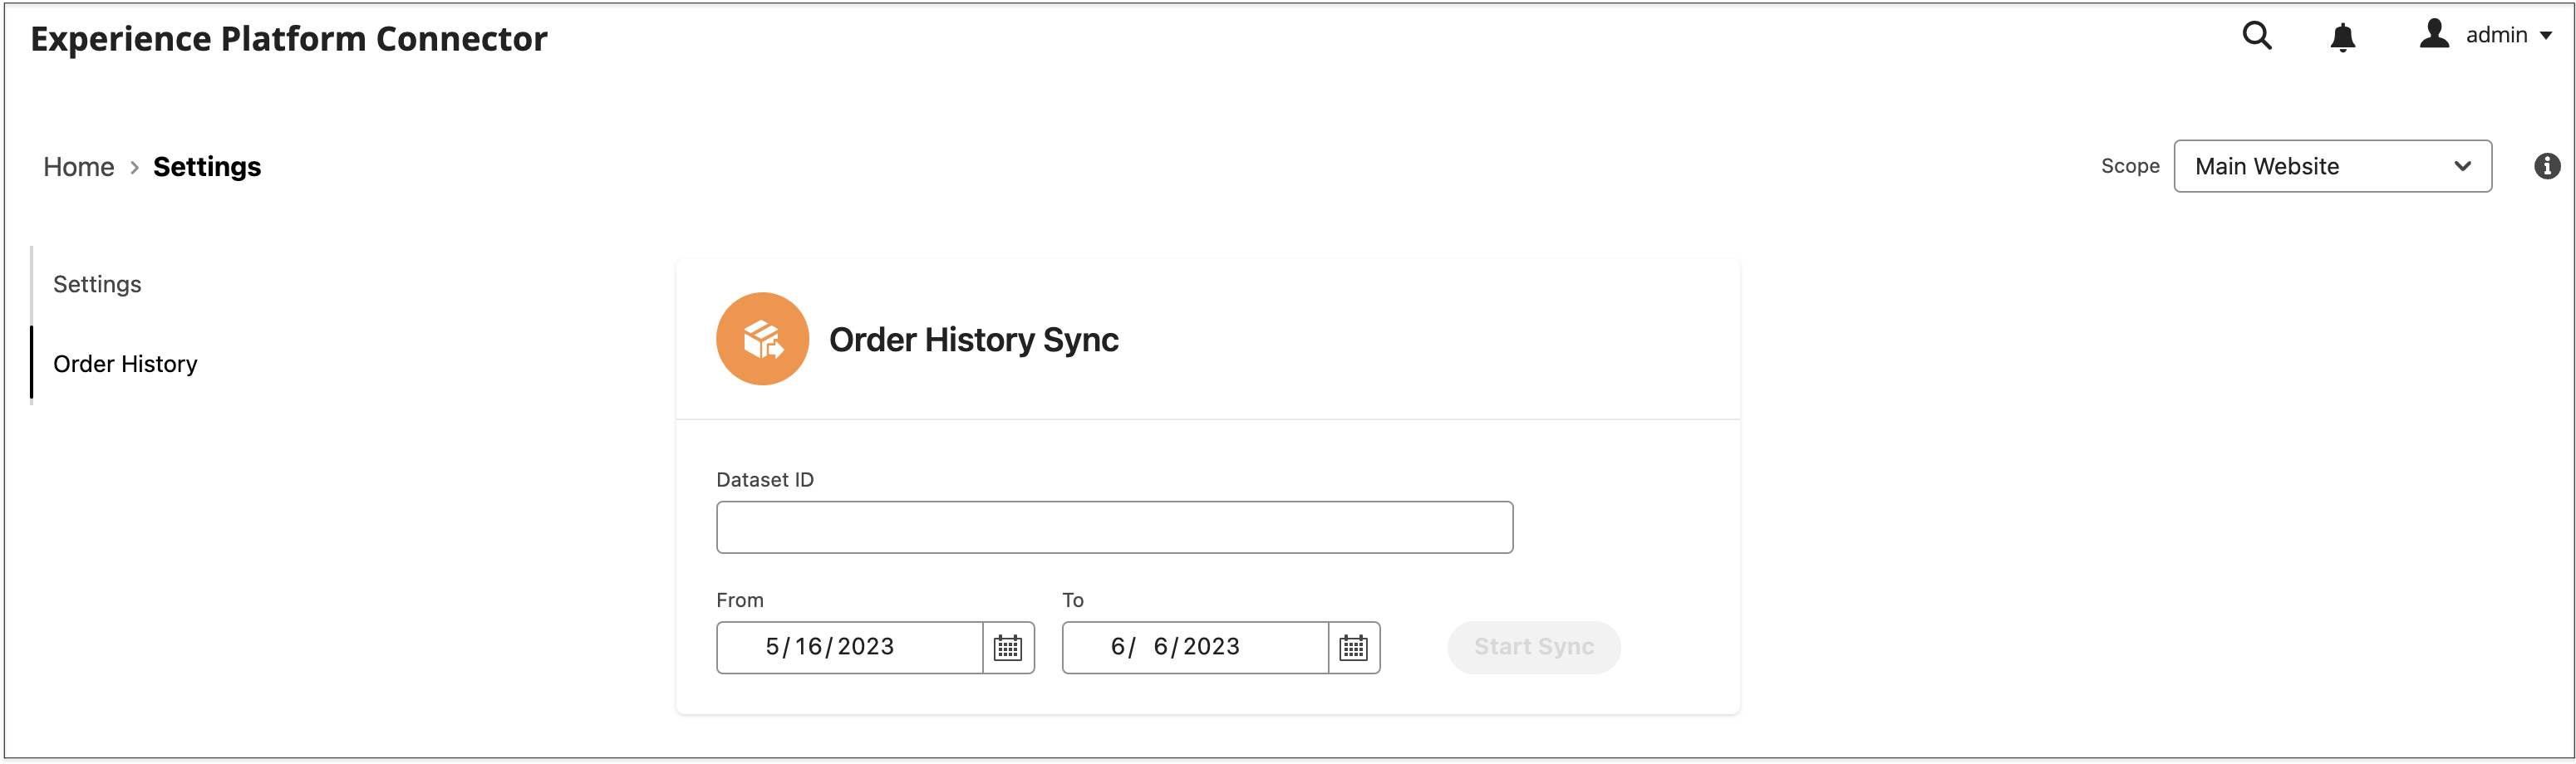 Experience Platform Connector
admin
Home > Settings
Scope
Main Website
Settings
Order History
Order History Sync
Dataset ID
From
To
5/16/2023
6/ 6/2023
Start Sync